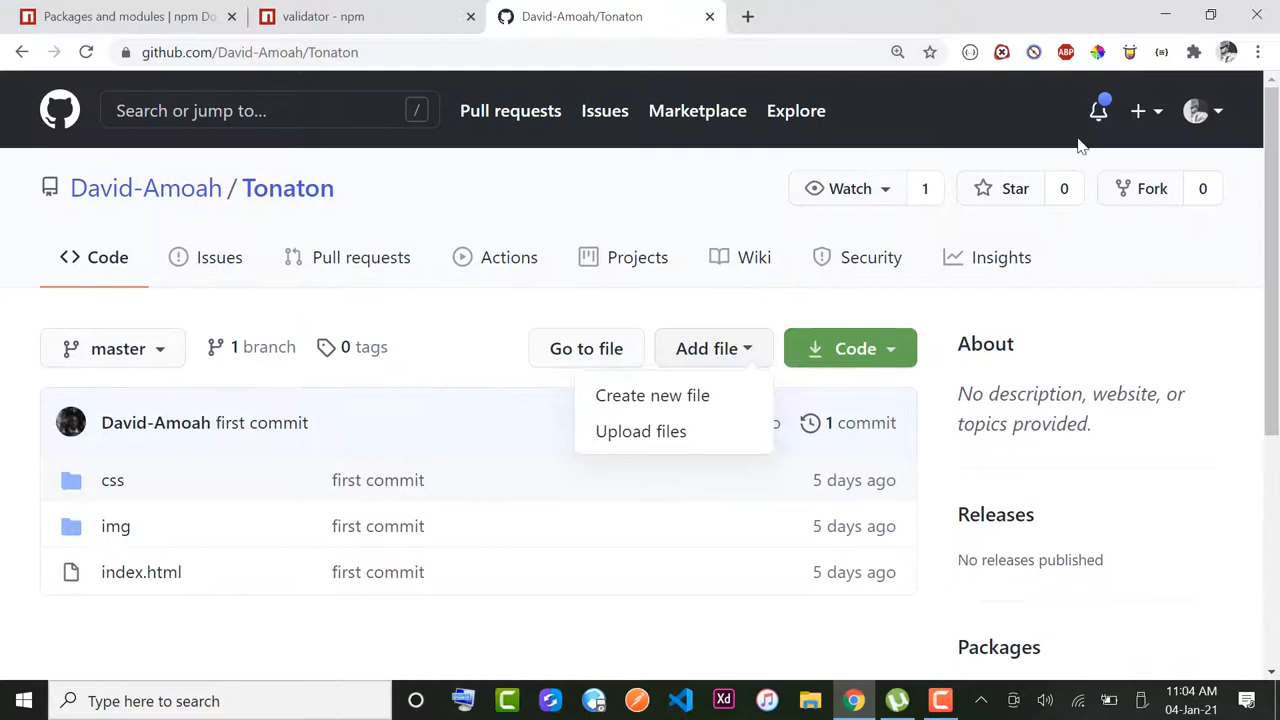 Packages and modules | npm Do
validator - npm
David-Amoah/Tonaton
github.com/David-Amoah/Tonaton
ABP
Search or jump to...
/
Pull requests
Issues
Marketplace
Explore
David-Amoah / Tonaton
Watch 1
Star 0
Fork 0
Code
Issues
Pull requests
Actions
Projects
Wiki
Security
Insights
master
1 branch
0 tags
Go to file
Add file
Code
Create new file
Upload files
David-Amoah first commit
1 commit
css first commit 5 days ago
img first commit 5 days ago
index.html first commit 5 days ago
About
No description, website, or
topics provided.
Releases
No releases published
Packages
Type here to search
Xd
11:04 AM
04-Jan-21